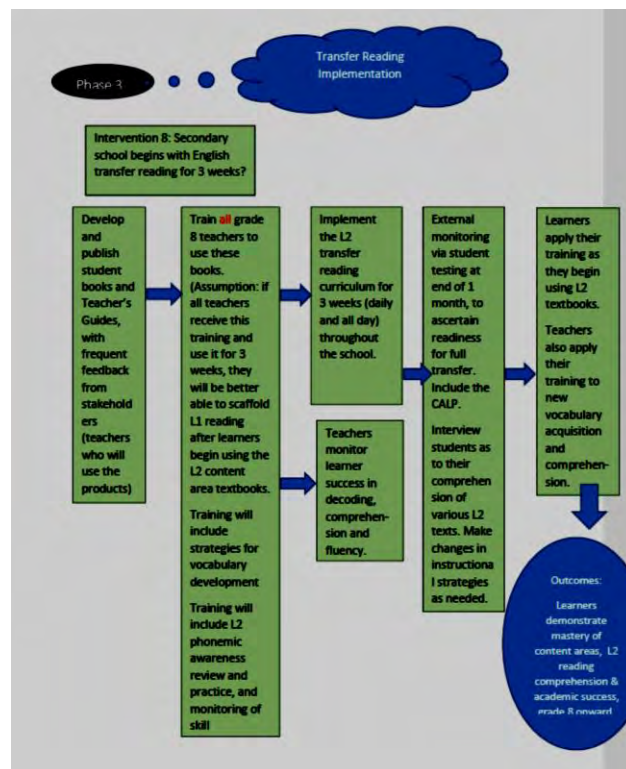 Transfer Reading
Implementation
Phase 3
Intervention 8: Secondary
school begins with English
transfer reading for 3 weeks?
Develop
and
publish
student
books and
Teacher's
Guides,
with
frequent
feedback
from
stakehold
ers
(teachers
who will
use the
products)
Train all grade
8 teachers to
use these
books.
(Assumption: if
all teachers
receive this
training and
use it for 3
weeks, they
will be better
able to scaffold
L1 reading
after learners
begin using the
L2 content
area textbooks.
Training will
include
strategies for
vocabulary
development
Training will
include L2
phonemic
awareness
review and
practice, and
monitoring of
skill
Implement
the L2
transfer
reading
curriculum for
3 weeks (daily
and all day)
throughout
the school.
Teachers
monitor
learner
success in
decoding,
comprehen-
sion and
fluency.
External
monitoring
via student
testing at
end of 1
month, to
ascertain
readiness
for full
transfer.
Include the
CALP.
Interview
students as
to their
comprehen
sion of
various L2
texts. Make
changes in
instructiona
l strategies
as needed.
Learners
apply their
training as
they begin
using L2
textbooks.
Teachers
also apply
their
training to
new
vocabulary
acquisition
and
comprehen-
sion.
Outcomes:
Learners
demonstrate
mastery of
content areas, L2
reading
comprehension &
academic success,
grade 8 onward